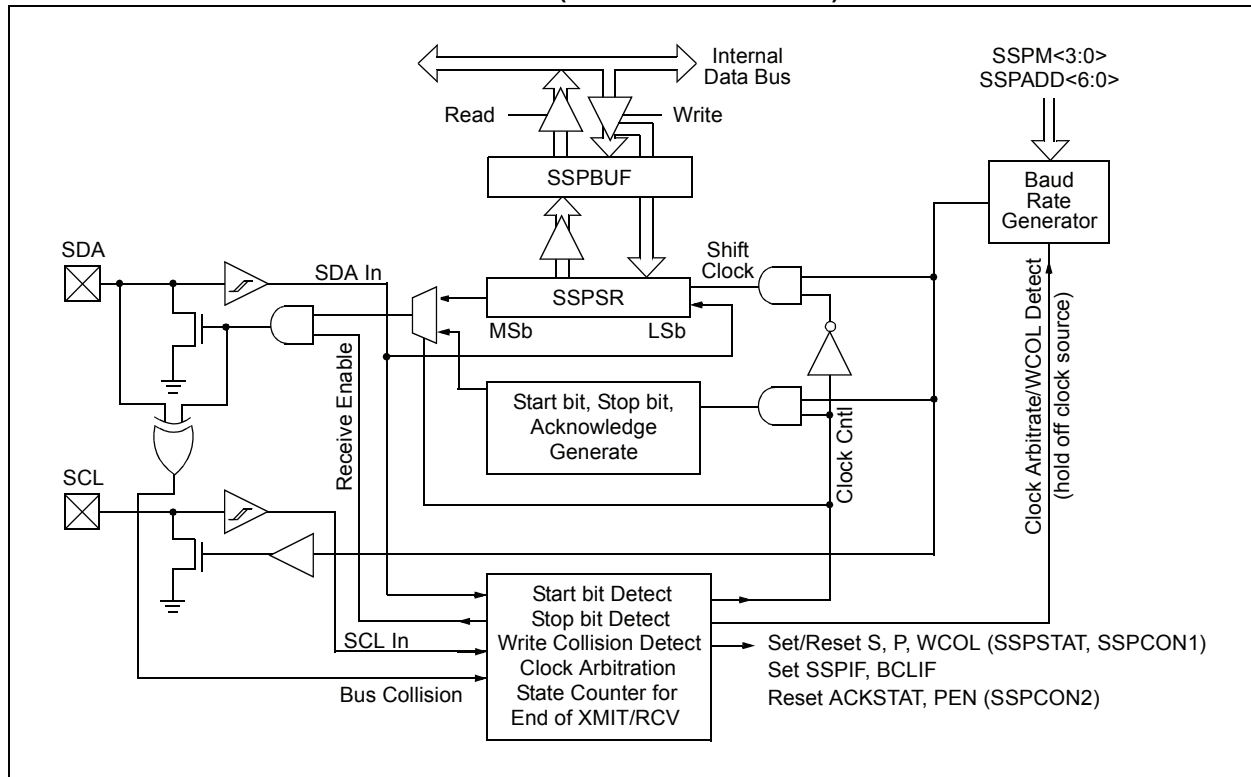 Internal
Data Bus
SSPM<3:0>
SSPADD<6:0>
Read
Write
SSPBUF
Baud
Rate
Generator
SDA
SDA In
Shift
Clock
SSPSR
MSb
LSb
Start bit, Stop bit,
Acknowledge
Generate
Receive Enable
Clock Cntl
Clock Arbitrate/WCOL Detect
(hold off clock source)
SCL
SCL In
Bus Collision
Start bit Detect
Stop bit Detect
Write Collision Detect
Clock Arbitration
State Counter for
End of XMIT/RCV
Set/Reset S, P, WCOL (SSPSTAT, SSPCON1)
Set SSPIF, BCLIF
Reset ACKSTAT, PEN (SSPCON2)